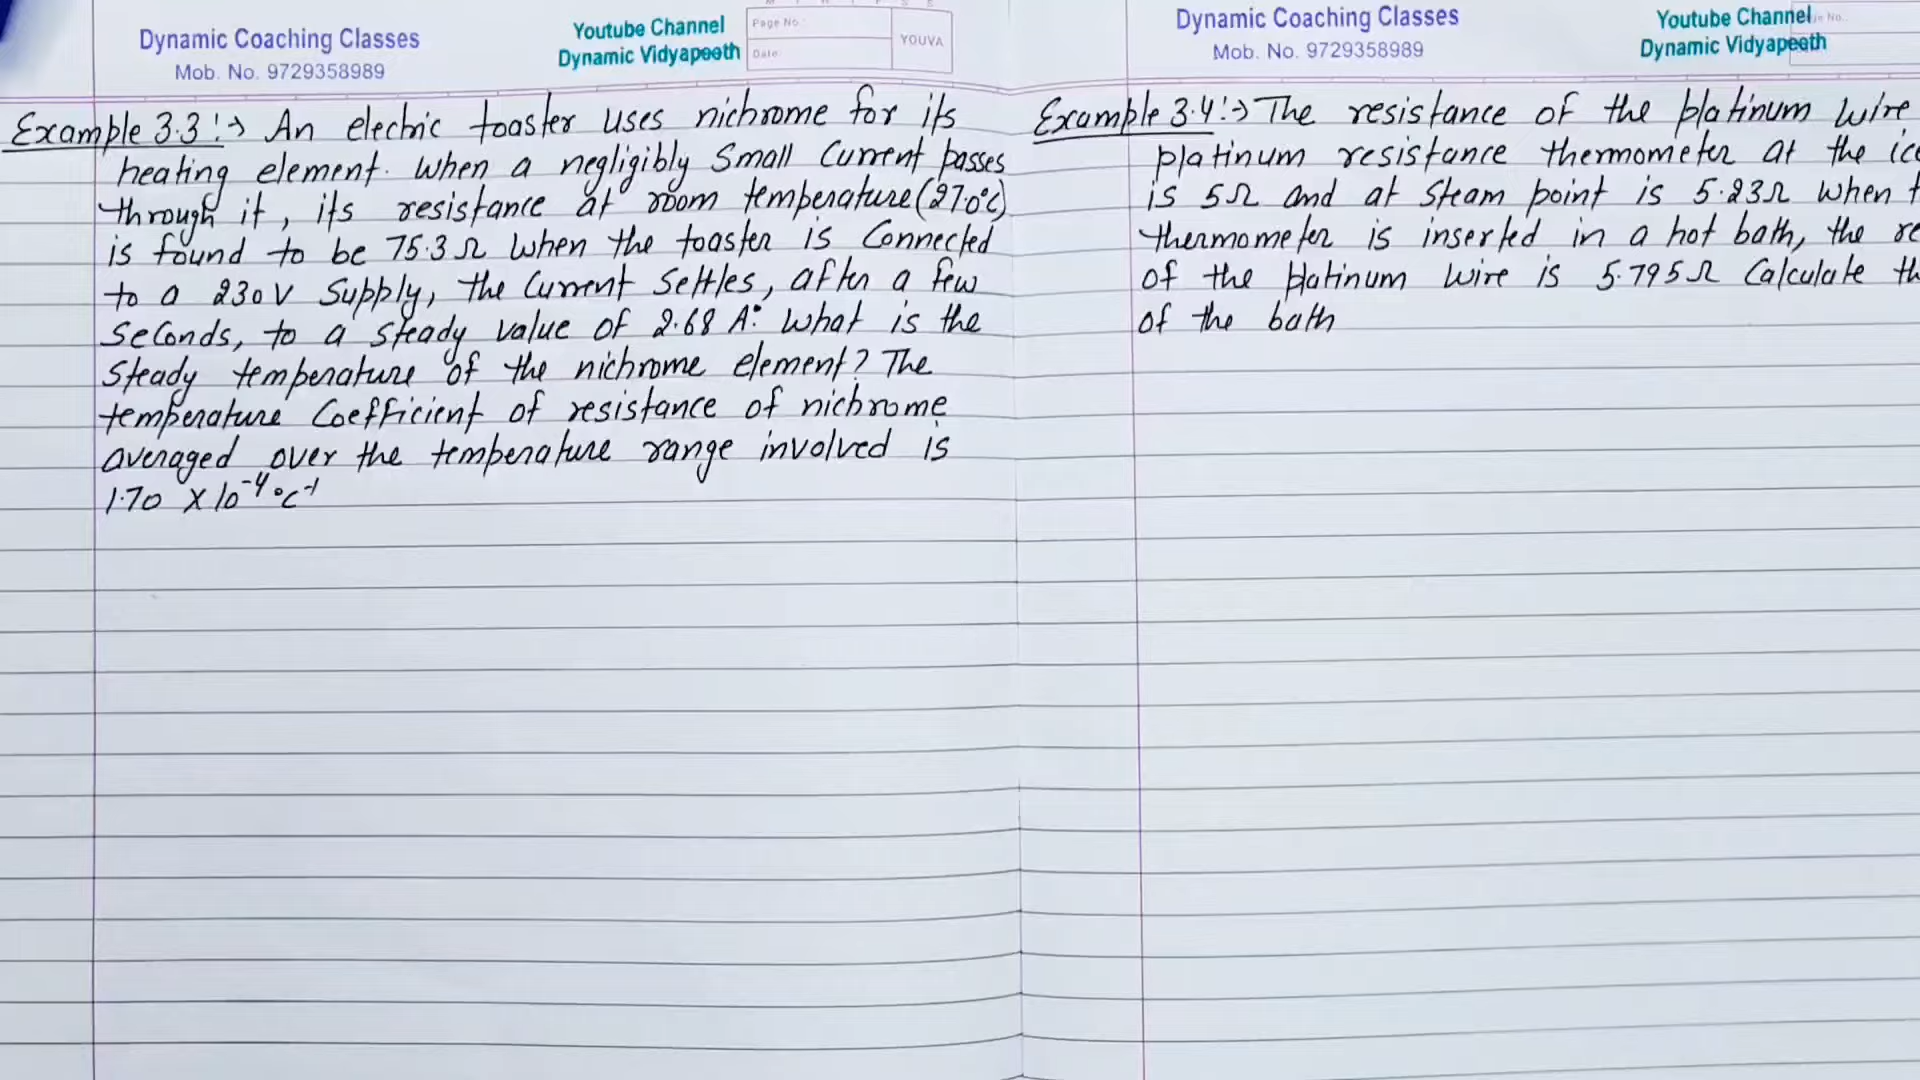 Dynamic Coaching Classes
Mob. No. 9729358989
Youtube Channel
Dynamic Vidyapeeth
Page No.:
Date:
YOUVA
Example 3.3 :→ An electric toaster uses nichrome for its
heating element. When a negligibly Small Current passes
through it, its resistance at room temperature (27.0°C)
is found to be 75.3 Ω When the toaster is Connected
to a 230 V Supply, the Current Settles, after a few
Seconds, to a steady value of 2.68 A. What is the
Steady temperature of the nichrome element? The
temperature Coefficient of resistance of nichrome
averaged over the temperature range involved is
1.70 × 10⁻⁴ °C⁻¹
Dynamic Coaching Classes
Mob. No. 9729358989
Youtube Channel
Dynamic Vidyapeeth
Example 3.4 :→ The resistance of the platinum wire
platinum resistance thermometer at the ice
is 5Ω and at Steam point is 5.23Ω When t
thermometer is inserted in a hot bath, the re
of the platinum wire is 5.795Ω Calculate th
of the bath